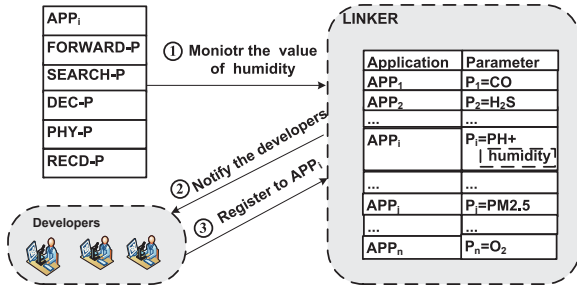 APPi
FORWARD-P
SEARCH-P
DEC-P
PHY-P
RECD-P
① Moniotr the value
of humidity
② Notify the developers
③ Register to APPi
Developers
LINKER
Application Parameter
APP1 P1=CO
APP2 P2=H2S
... ...
APPi Pi=PH+
humidity
... ...
APPj Pj=PM2.5
... ...
APPn Pn=O2